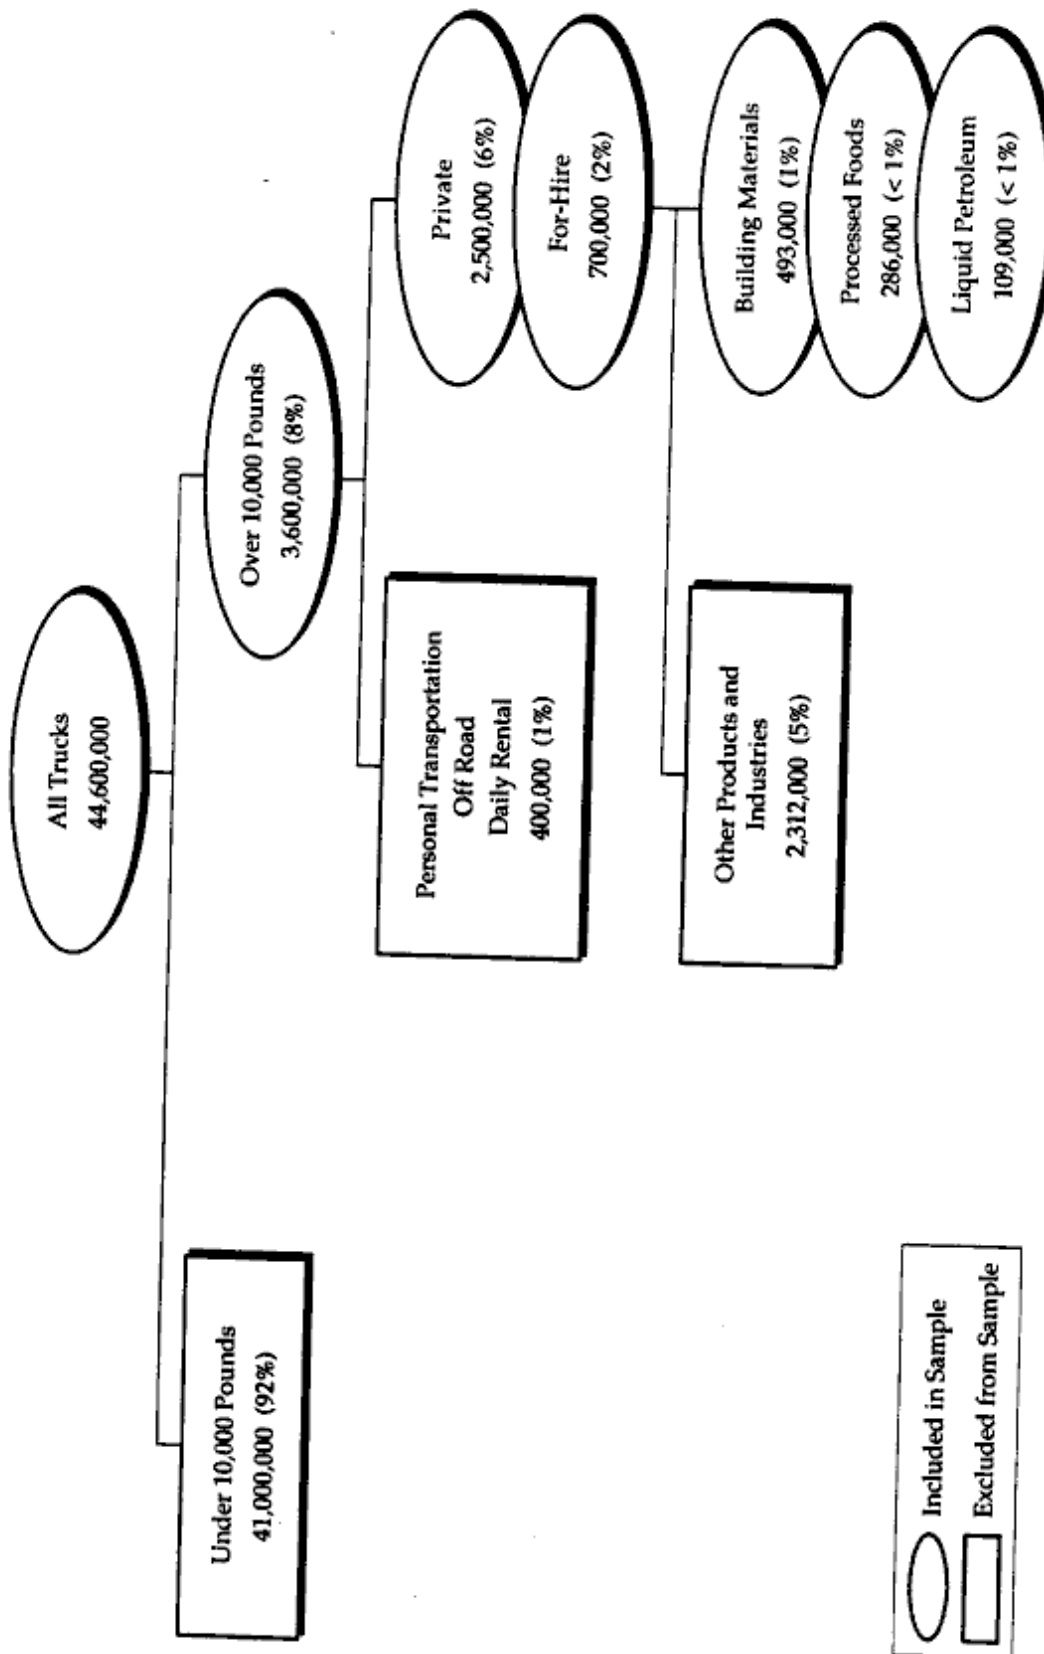 All Trucks
44,600,000
Under 10,000 Pounds
41,000,000 (92%)
Over 10,000 Pounds
3,600,000 (8%)
Personal Transportation
Off Road
Daily Rental
400,000 (1%)
Private
2,500,000 (6%)
For-Hire
700,000 (2%)
Other Products and
Industries
2,312,000 (5%)
Building Materials
493,000 (1%)
Processed Foods
286,000 (< 1%)
Liquid Petroleum
109,000 (< 1%)
Included in Sample
Excluded from Sample